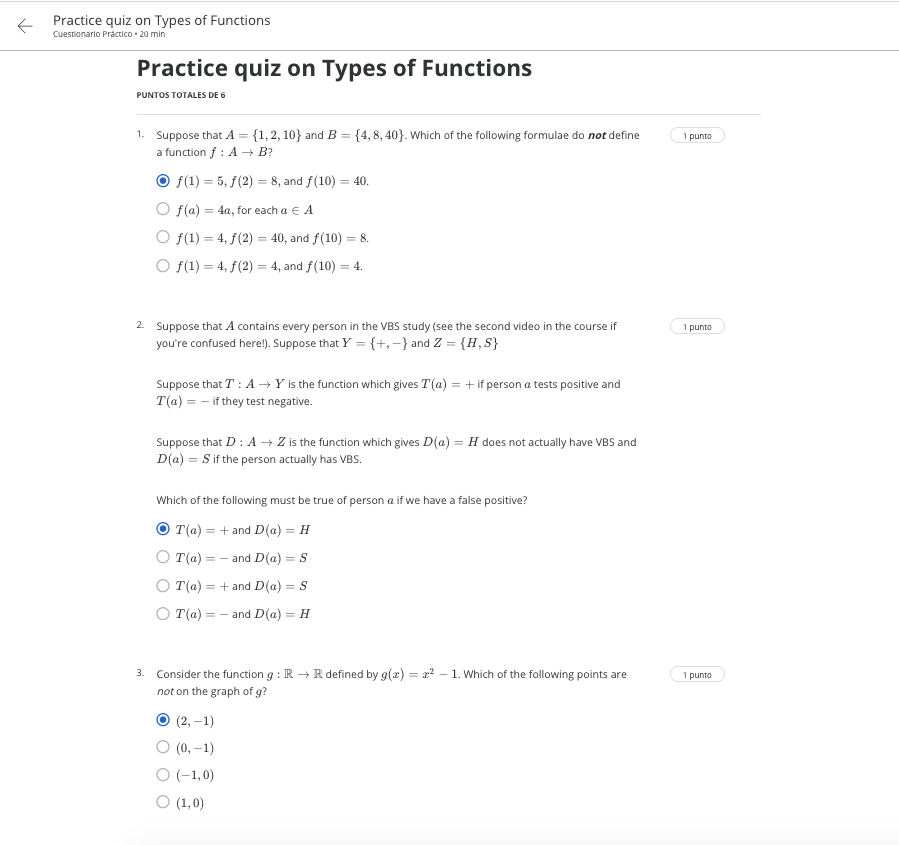 Practice quiz on Types of Functions
Cuestionario Práctico • 20 min
Practice quiz on Types of Functions
PUNTOS TOTALES DE 6
1. Suppose that A = {1, 2, 10} and B = {4, 8, 40}. Which of the following formulae do not define 1 punto
a function f : A → B?
f(1) = 5, f(2) = 8, and f(10) = 40.
f(a) = 4a, for each a ∈ A
f(1) = 4, f(2) = 40, and f(10) = 8.
f(1) = 4, f(2) = 4, and f(10) = 4.
2. Suppose that A contains every person in the VBS study (see the second video in the course if 1 punto
you're confused here!). Suppose that Y = {+, −} and Z = {H, S}
Suppose that T : A → Y is the function which gives T(a) = + if person a tests positive and
T(a) = − if they test negative.
Suppose that D : A → Z is the function which gives D(a) = H does not actually have VBS and
D(a) = S if the person actually has VBS.
Which of the following must be true of person a if we have a false positive?
T(a) = + and D(a) = H
T(a) = − and D(a) = S
T(a) = + and D(a) = S
T(a) = − and D(a) = H
3. Consider the function g : ℝ → ℝ defined by g(x) = x² − 1. Which of the following points are 1 punto
not on the graph of g?
(2, −1)
(0, −1)
(−1, 0)
(1, 0)